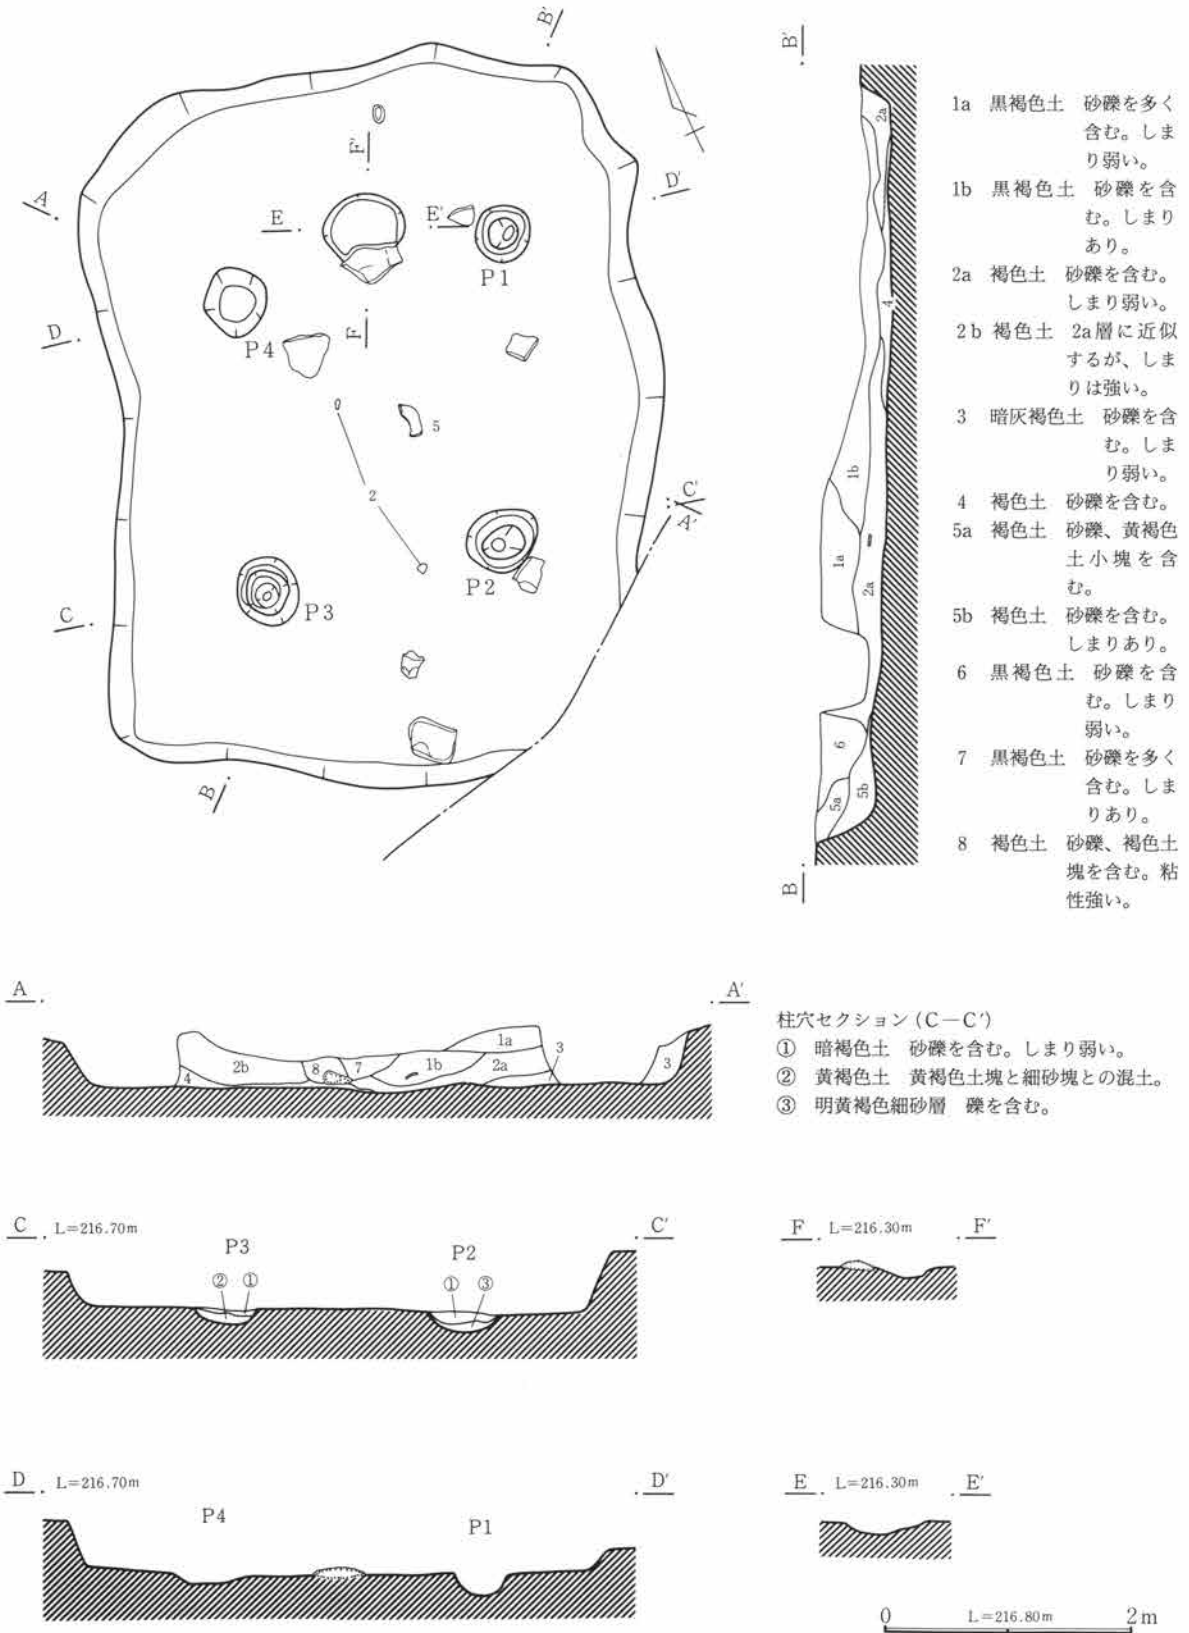 B′
B′
A
F′
D′
E
E′
P1
D
P4
F
5
2
C′
A′
P2
P3
C
B
B
2a
4
1b
1a
2a
6
5a
5b
1a 黒褐色土 砂礫を多く
含む。しま
り弱い。
1b 黒褐色土 砂礫を含
む。しまり
あり。
2a 褐色土 砂礫を含む。
しまり弱い。
2b 褐色土 2a層に近似
するが、しま
りは強い。
3 暗灰褐色土 砂礫を含
む。しま
り弱い。
4 褐色土 砂礫を含む。
5a 褐色土 砂礫、黄褐色
土小塊を含
む。
5b 褐色土 砂礫を含む。
しまりあり。
6 黒褐色土 砂礫を含
む。しまり
弱い。
7 黒褐色土 砂礫を多く
含む。しま
りあり。
8 褐色土 砂礫、褐色土
塊を含む。粘
性強い。
A
A′
4
2b
8
7
1b
1a
2a
3
3
柱穴セクション(C-C′)
① 暗褐色土 砂礫を含む。しまり弱い。
② 黄褐色土 黄褐色土塊と細砂塊との混土。
③ 明黄褐色細砂層 礫を含む。
C L=216.70m C′
P3
P2
② ①
① ③
F L=216.30m F′
D L=216.70m D′
P4
P1
E L=216.30m E′
0 L=216.80m 2m